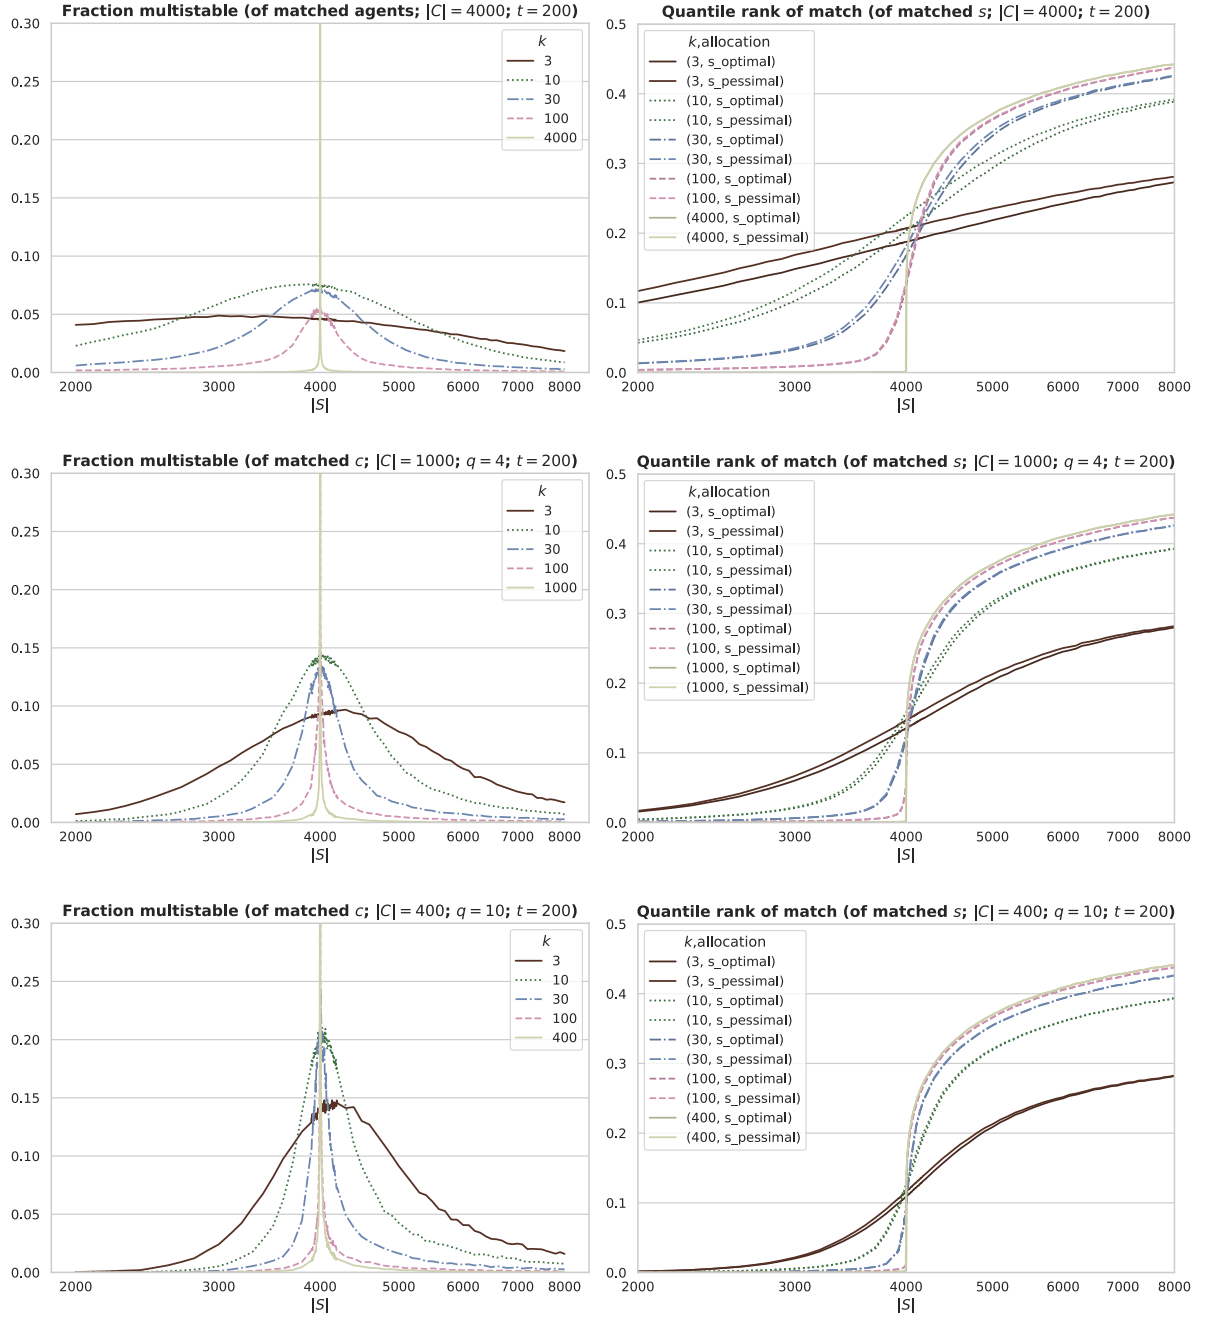 Fraction multistable (of matched agents; |C| = 4000; t = 200)
0.30
0.25
0.20
0.15
0.10
0.05
0.00
k
3
10
30
100
4000
2000 3000 4000 5000 6000 7000 8000
|S|
Quantile rank of match (of matched s; |C| = 4000; t = 200)
0.5
0.4
0.3
0.2
0.1
0.0
k,allocation
(3, s_optimal)
(3, s_pessimal)
(10, s_optimal)
(10, s_pessimal)
(30, s_optimal)
(30, s_pessimal)
(100, s_optimal)
(100, s_pessimal)
(4000, s_optimal)
(4000, s_pessimal)
2000 3000 4000 5000 6000 7000 8000
|S|
Fraction multistable (of matched c; |C| = 1000; q = 4; t = 200)
0.30
0.25
0.20
0.15
0.10
0.05
0.00
k
3
10
30
100
1000
2000 3000 4000 5000 6000 7000 8000
|S|
Quantile rank of match (of matched s; |C| = 1000; q = 4; t = 200)
0.5
0.4
0.3
0.2
0.1
0.0
k,allocation
(3, s_optimal)
(3, s_pessimal)
(10, s_optimal)
(10, s_pessimal)
(30, s_optimal)
(30, s_pessimal)
(100, s_optimal)
(100, s_pessimal)
(1000, s_optimal)
(1000, s_pessimal)
2000 3000 4000 5000 6000 7000 8000
|S|
Fraction multistable (of matched c; |C| = 400; q = 10; t = 200)
0.30
0.25
0.20
0.15
0.10
0.05
0.00
k
3
10
30
100
400
2000 3000 4000 5000 6000 7000 8000
|S|
Quantile rank of match (of matched s; |C| = 400; q = 10; t = 200)
0.5
0.4
0.3
0.2
0.1
0.0
k,allocation
(3, s_optimal)
(3, s_pessimal)
(10, s_optimal)
(10, s_pessimal)
(30, s_optimal)
(30, s_pessimal)
(100, s_optimal)
(100, s_pessimal)
(400, s_optimal)
(400, s_pessimal)
2000 3000 4000 5000 6000 7000 8000
|S|